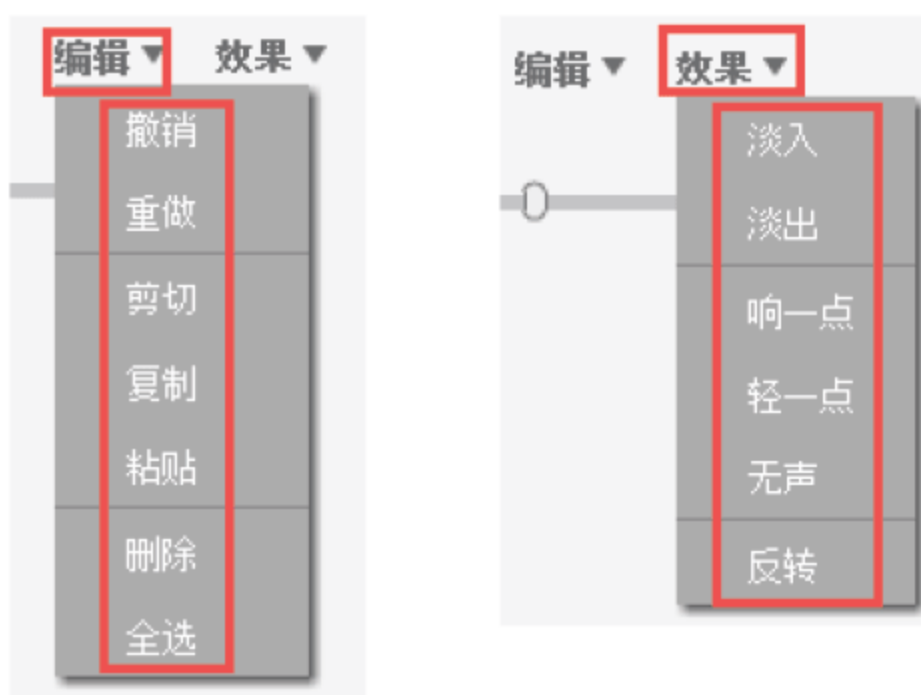 编辑▼ 效果▼
撤销
重做
剪切
复制
粘贴
删除
全选
编辑▼ 效果▼
淡入
淡出
响一点
轻一点
无声
反转